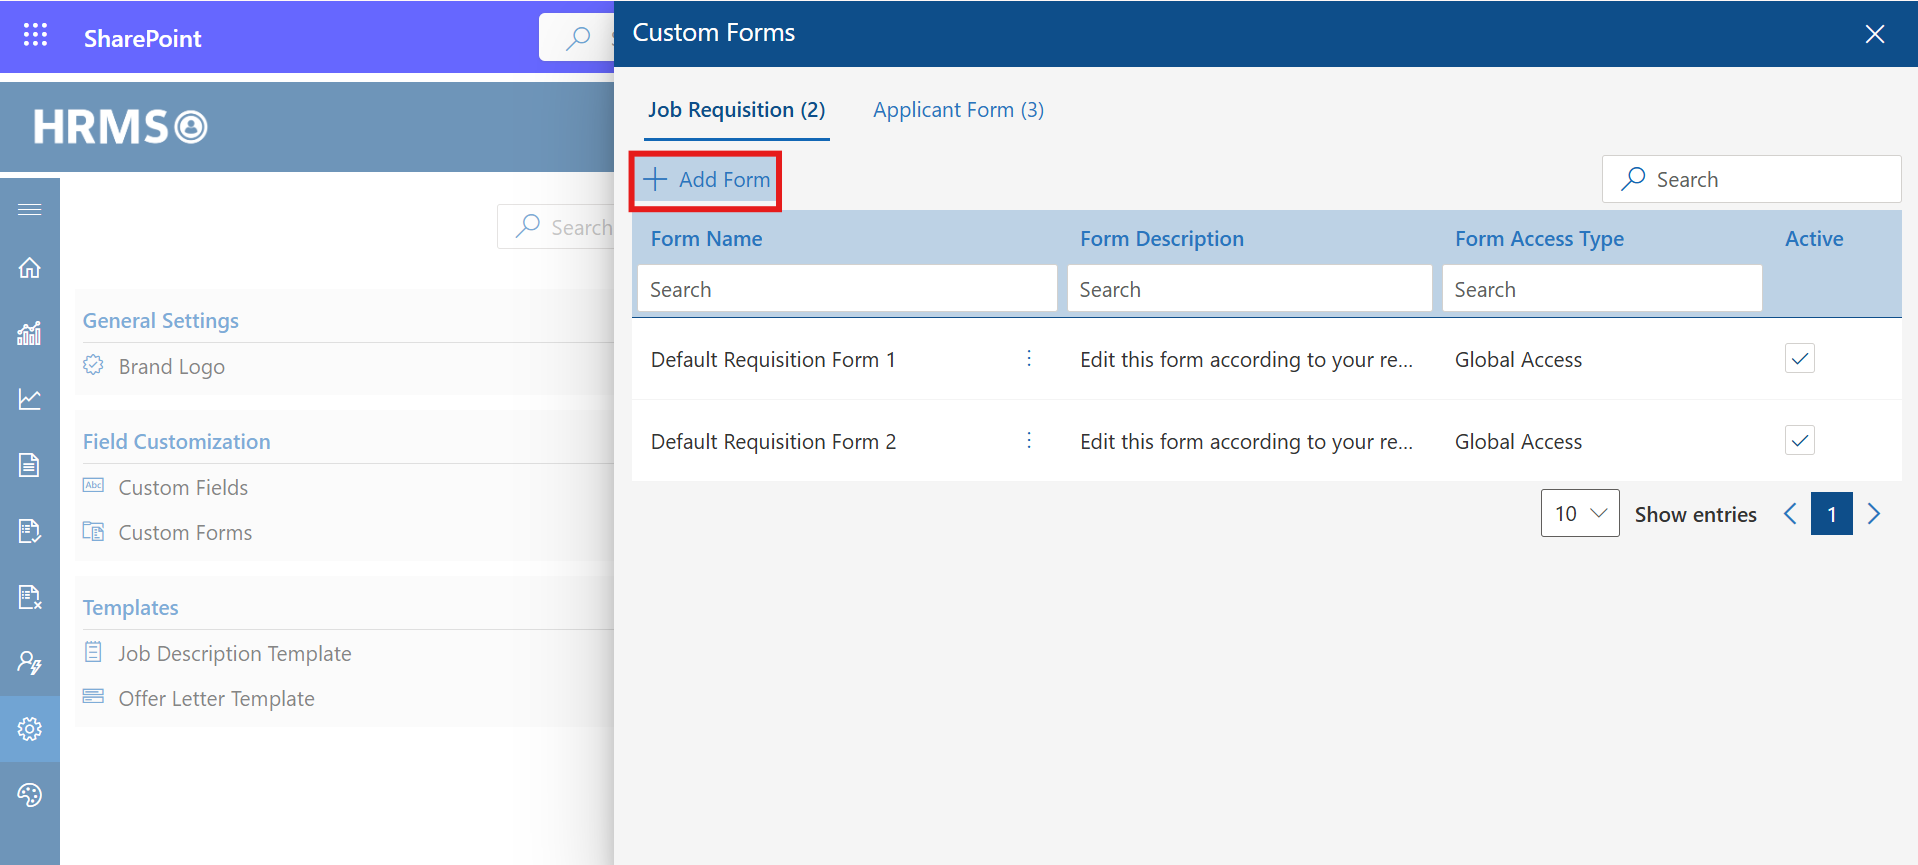 SharePoint
Custom Forms
HRMS
Job Requisition (2)
Applicant Form (3)
Add Form
Search
Search
Form Name
Form Description
Form Access Type
Active
Search
Search
Search
General Settings
Brand Logo
Default Requisition Form 1
Edit this form according to your re...
Global Access
Field Customization
Default Requisition Form 2
Edit this form according to your re...
Global Access
Abc
Custom Fields
Custom Forms
10
Show entries
1
Templates
Job Description Template
Offer Letter Template